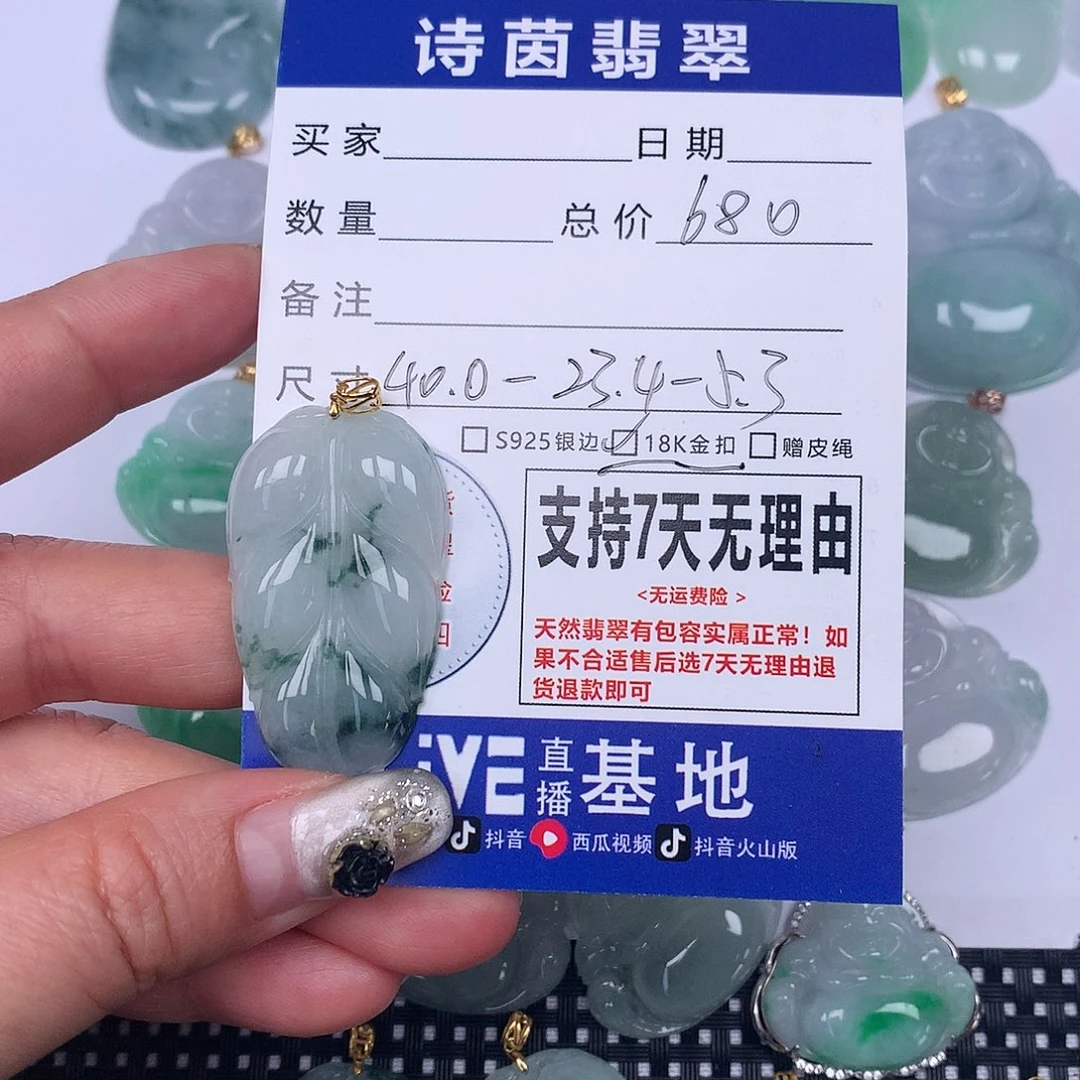 诗茵翡翠
买家 日期
数量 总价 680
备注
尺寸 40.0-23.4-5.3
S925银边 18K金扣 赠皮绳
支持7天无理由
<无运费险>
天然翡翠有包容实属正常！如
果不合适售后选7天无理由退
货退款即可
直播基地
抖音 西瓜视频 抖音火山版